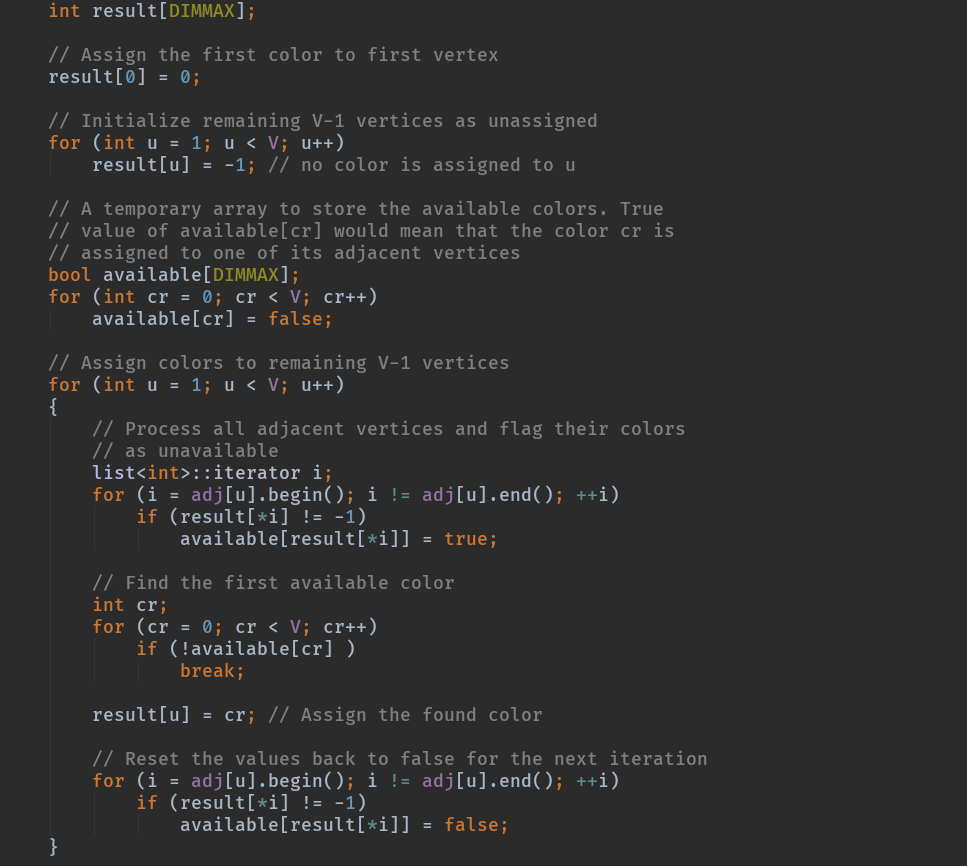 int result[DIMMAX];
// Assign the first color to first vertex
result[0] = 0;
// Initialize remaining V-1 vertices as unassigned
for (int u = 1; u < V; u++)
result[u] = -1; // no color is assigned to u
// A temporary array to store the available colors. True
// value of available[cr] would mean that the color cr is
// assigned to one of its adjacent vertices
bool available[DIMMAX];
for (int cr = 0; cr < V; cr++)
available[cr] = false;
// Assign colors to remaining V-1 vertices
for (int u = 1; u < V; u++)
{
// Process all adjacent vertices and flag their colors
// as unavailable
list<int>::iterator i;
for (i = adj[u].begin(); i != adj[u].end(); ++i)
if (result[*i] != -1)
available[result[*i]] = true;
// Find the first available color
int cr;
for (cr = 0; cr < V; cr++)
if (!available[cr] )
break;
result[u] = cr; // Assign the found color
// Reset the values back to false for the next iteration
for (i = adj[u].begin(); i != adj[u].end(); ++i)
if (result[*i] != -1)
available[result[*i]] = false;
}